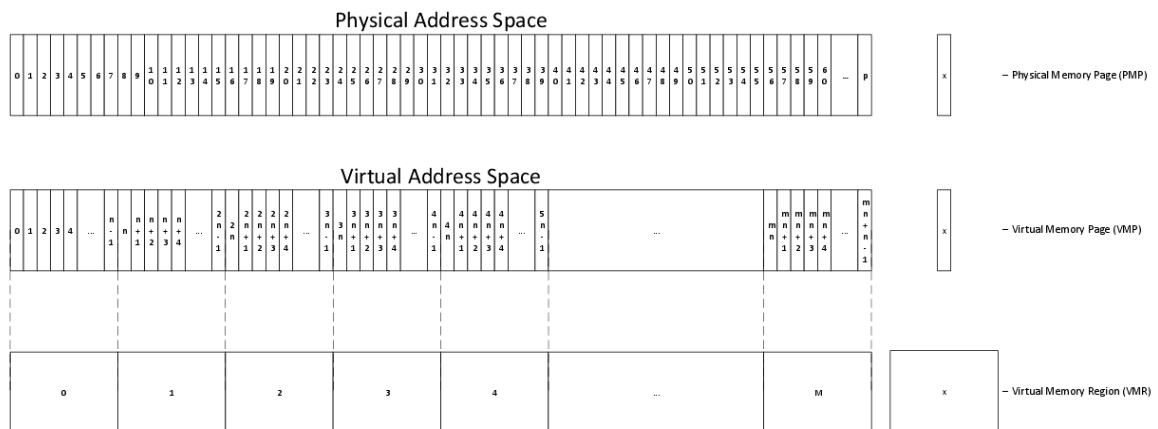 Physical Address Space
0 1 2 3 4 5 6 7 8 9 10 11 12 13 14 15 16 17 18 19 20 21 22 23 24 25 26 27 28 29 30 31 32 33 34 35 36 37 38 39 40 41 42 43 44 45 46 47 48 49 50 51 52 53 54 55 56 57 58 59 60 ... p x – Physical Memory Page (PMP)
Virtual Address Space
0 1 2 3 4 ... n-1 n n+1 n+2 n+3 n+4 ... 2n-1 2n 2n+1 2n+2 2n+3 2n+4 ... 3n-1 3n 3n+1 3n+2 3n+3 3n+4 ... 4n-1 4n 4n+1 4n+2 4n+3 4n+4 ... 5n-1 ... mn mn+1 mn+2 mn+3 mn+4 ... mn+n-1 x – Virtual Memory Page (VMP)
0 1 2 3 4 ... M x – Virtual Memory Region (VMR)